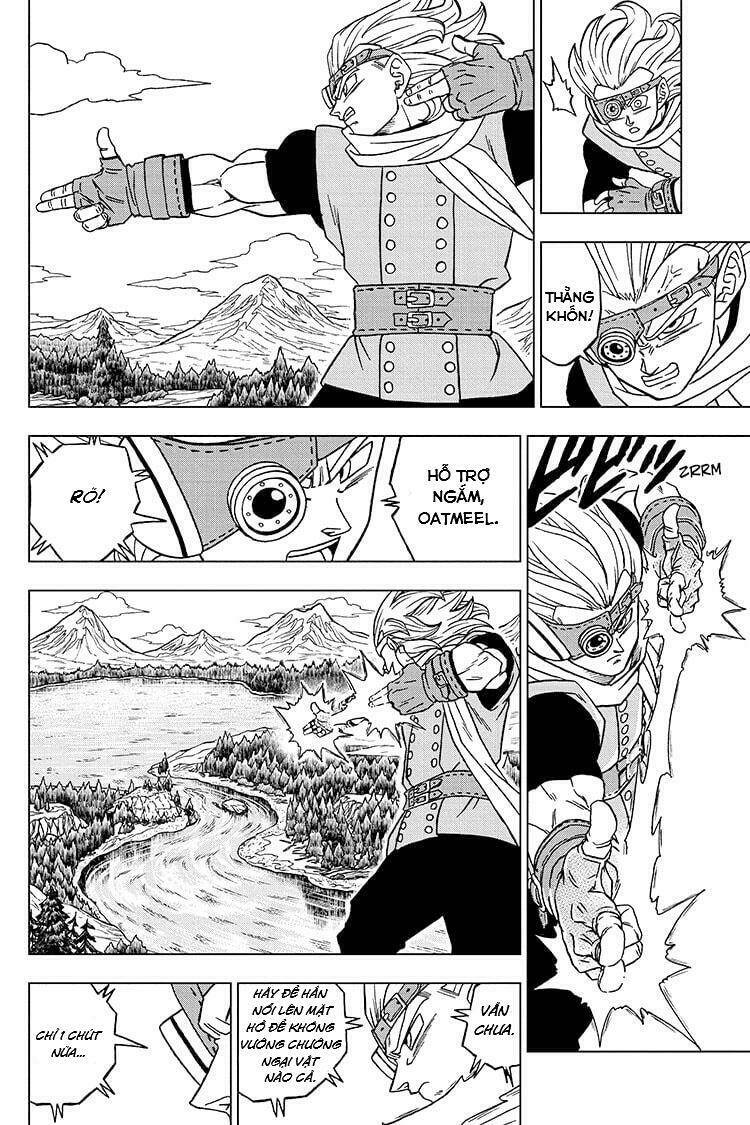 THẰNG
KHỐN!
HỖ TRỢ
NGẮM,
OATMEEL.
RÕ!
ZRRM
VẪN
CHƯA.
HÃY ĐỂ HẮN
NỔI LÊN MẶT
HỒ ĐỂ KHÔNG
VƯỚNG CHƯỚNG
NGẠI VẬT
NÀO CẢ.
CHỈ 1 CHÚT
NỮA...